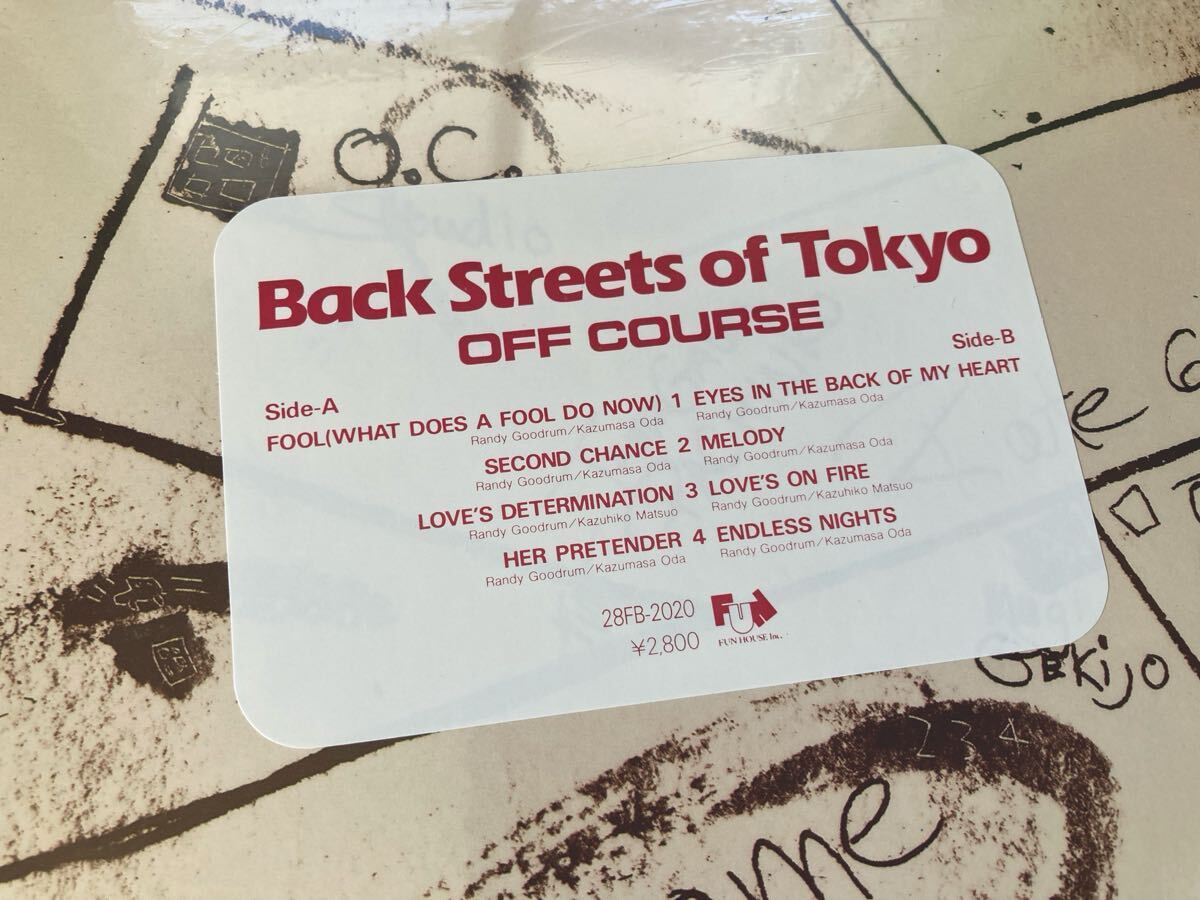 O.C.
Back Streets of Tokyo
OFF COURSE
Side-A
Side-B
FOOL(WHAT DOES A FOOL DO NOW) 1 EYES IN THE BACK OF MY HEART
Randy Goodrum/Kazumasa Oda Randy Goodrum/Kazumasa Oda
SECOND CHANCE 2 MELODY
Randy Goodrum/Kazumasa Oda Randy Goodrum/Kazumasa Oda
LOVE'S DETERMINATION 3 LOVE'S ON FIRE
Randy Goodrum/Kazuhiko Matsuo Randy Goodrum/Kazuhiko Matsuo
HER PRETENDER 4 ENDLESS NIGHTS
Randy Goodrum/Kazumasa Oda Randy Goodrum/Kazumasa Oda
28FB-2020
¥2,800
FUN
FUN HOUSE Inc.
GEKijo
234